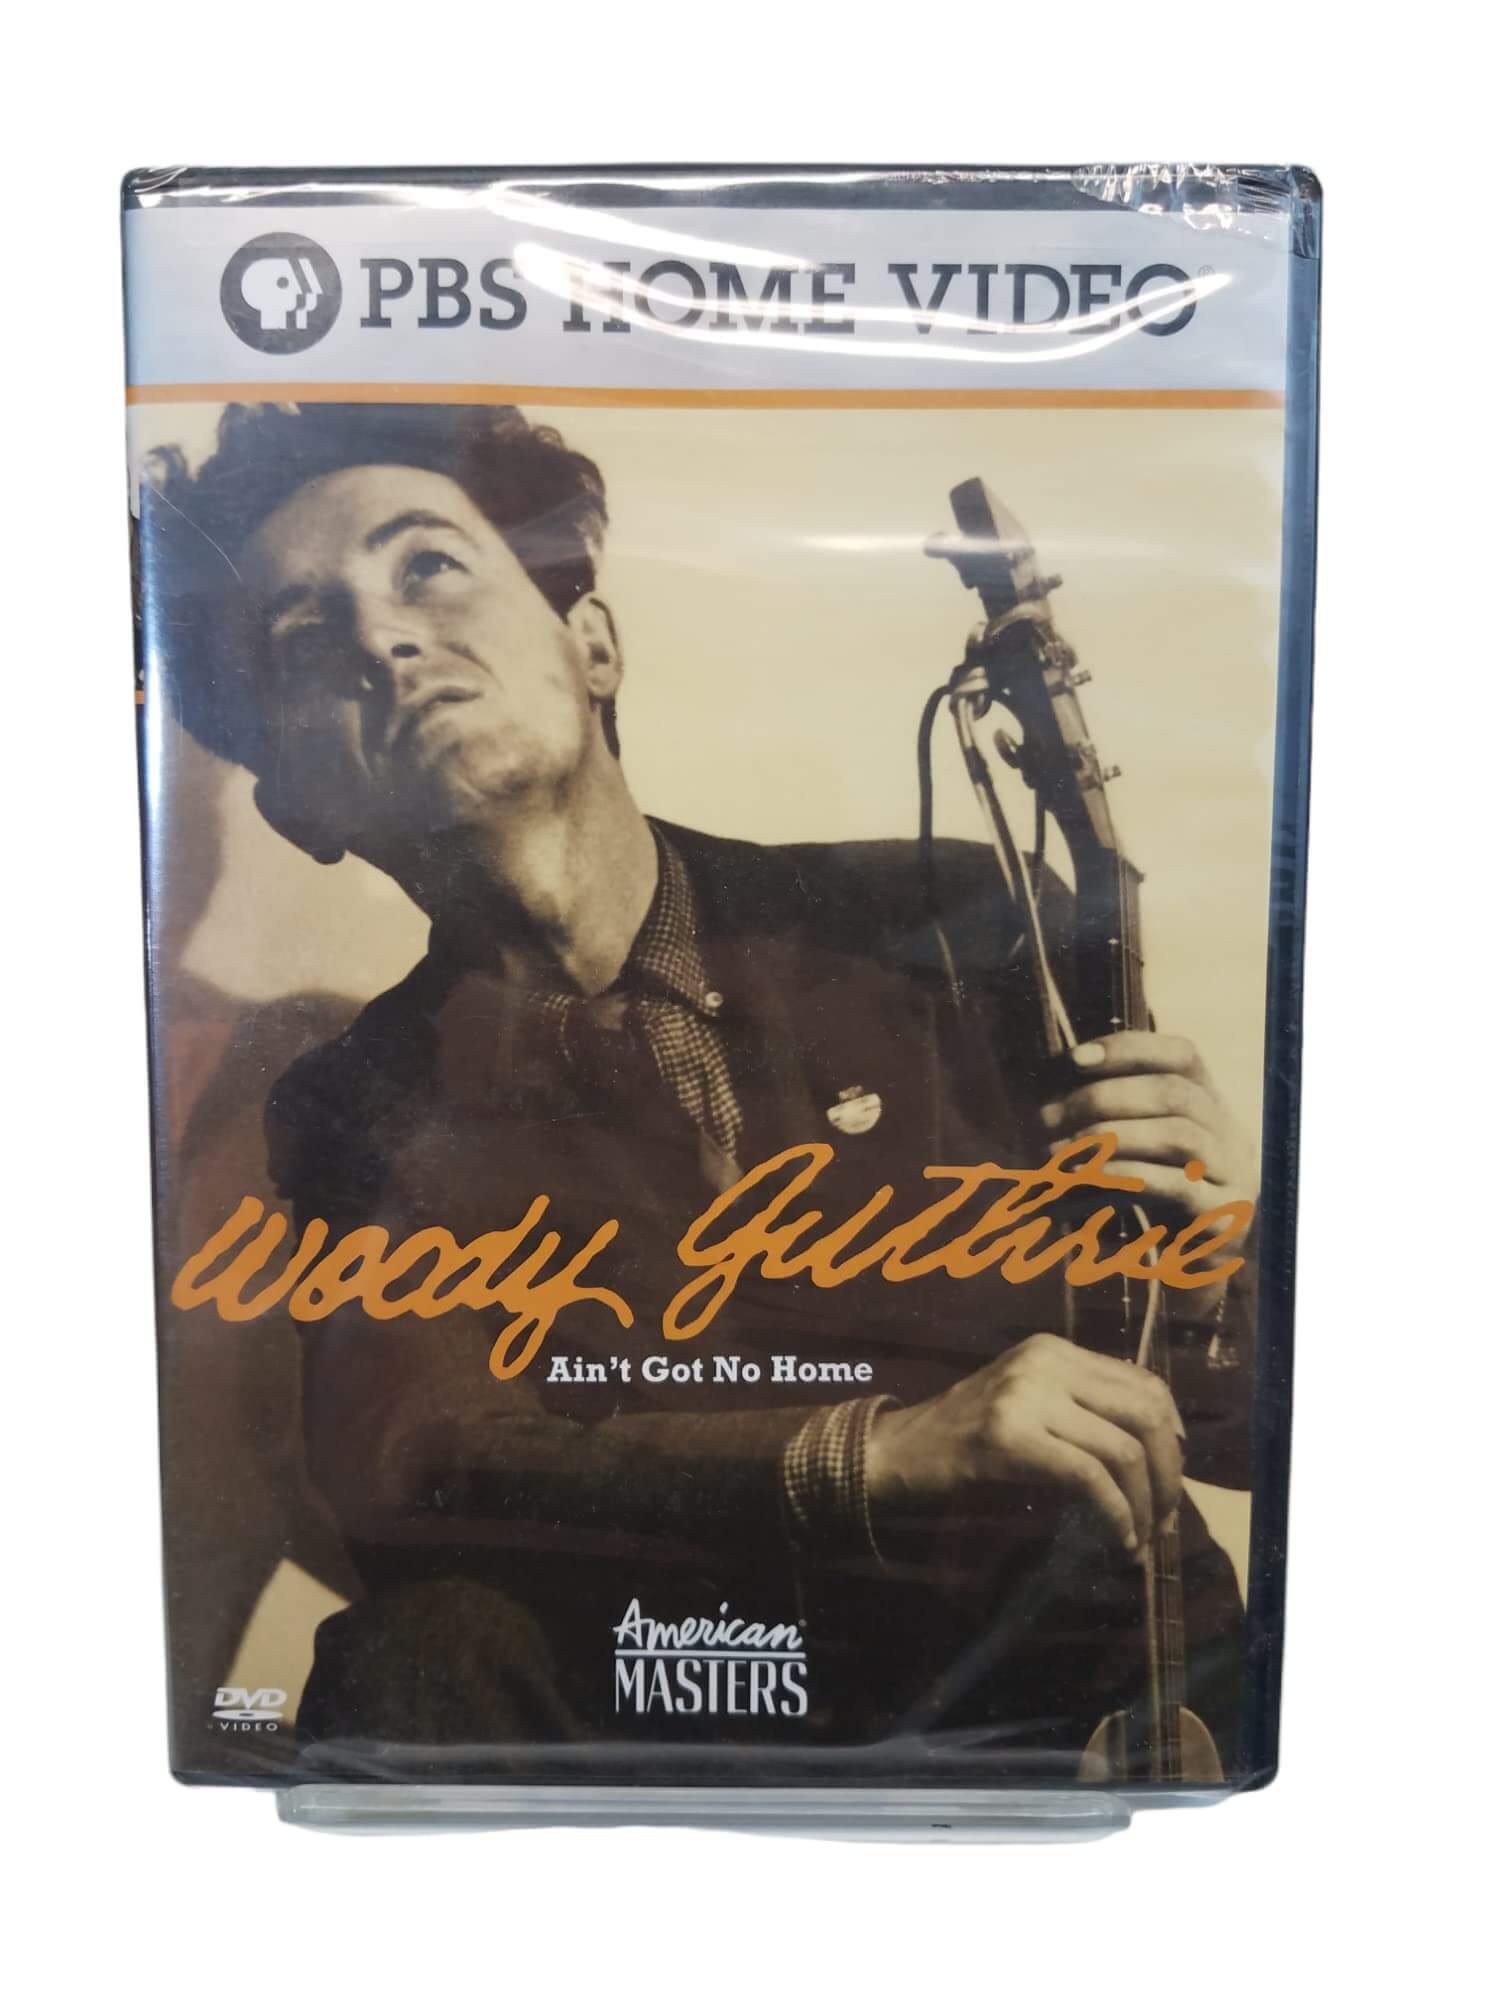 PBS HOME VIDEO®
Woody Guthrie
Ain't Got No Home
American
MASTERS
DVD
VIDEO